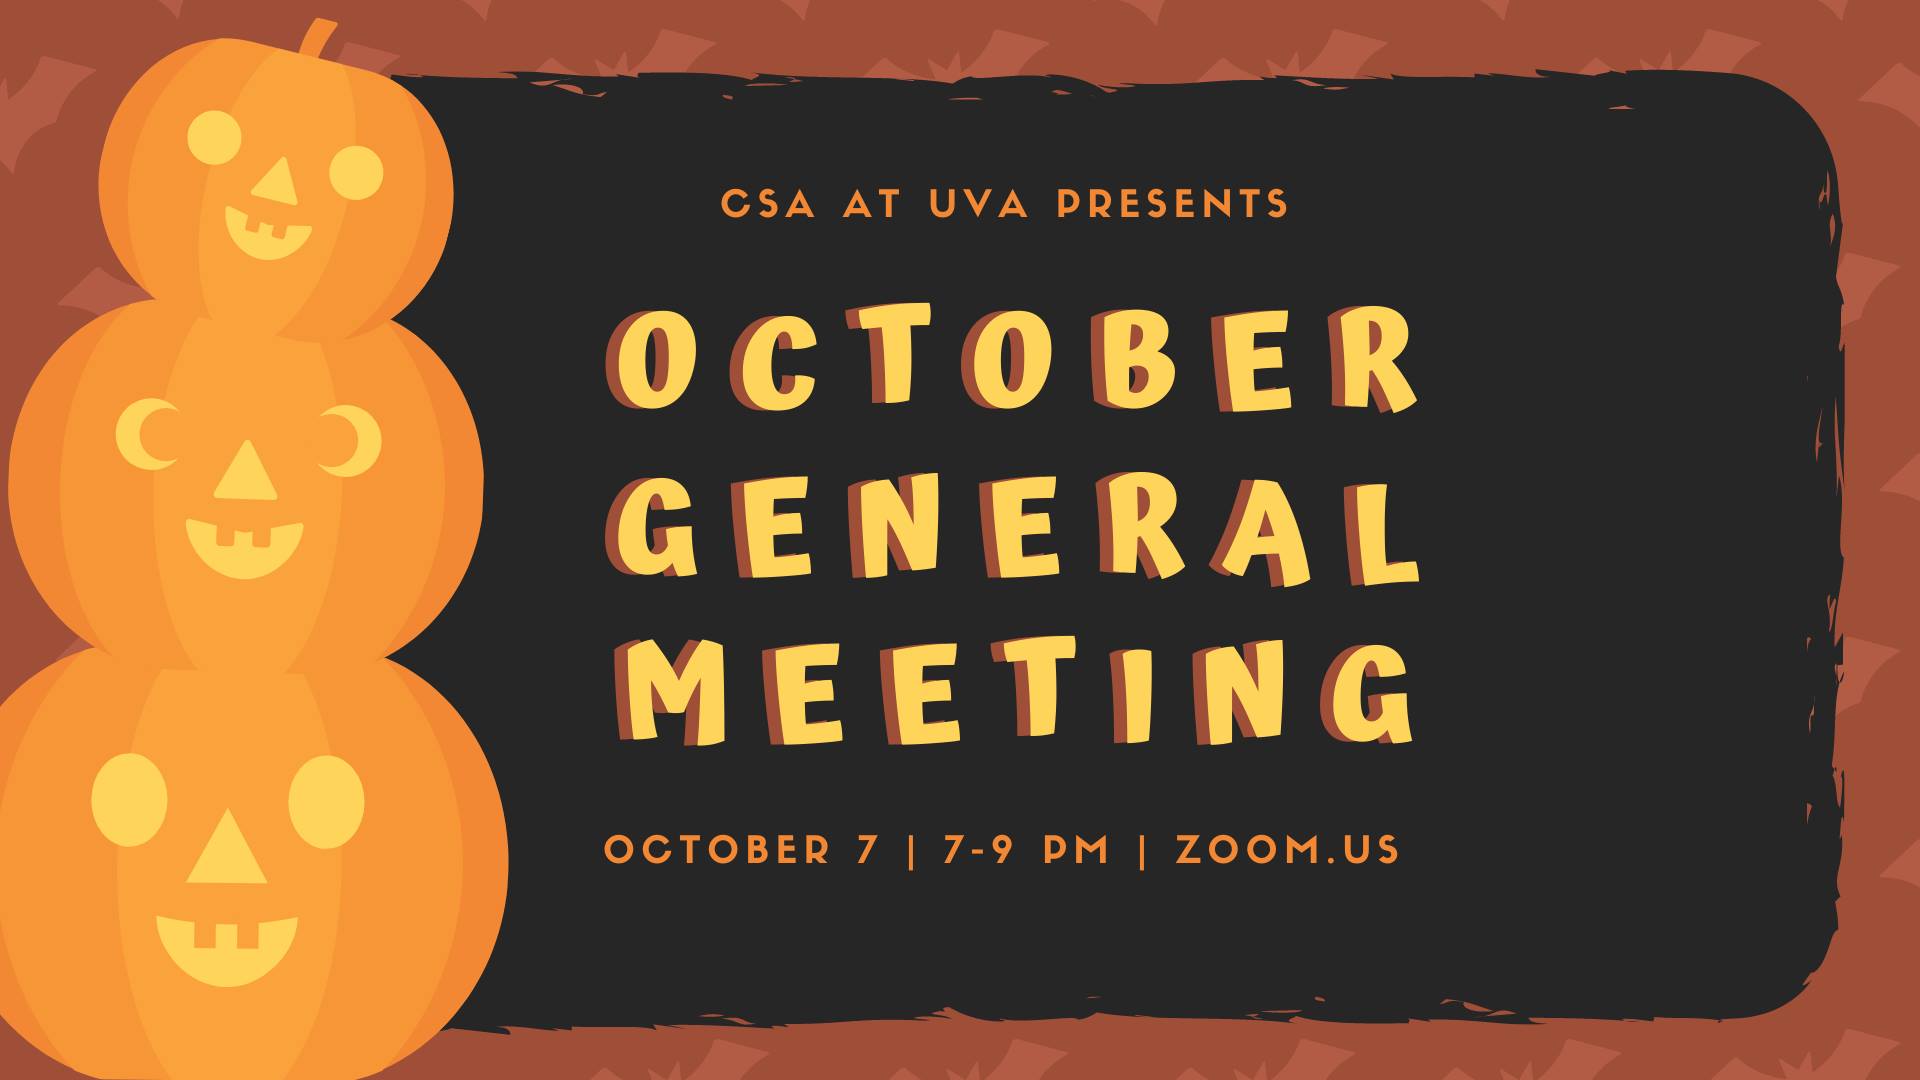 CSA AT UVA PRESENTS
OCTOBER
GENERAL
MEETING
OCTOBER 7 | 7-9 PM | ZOOM.US